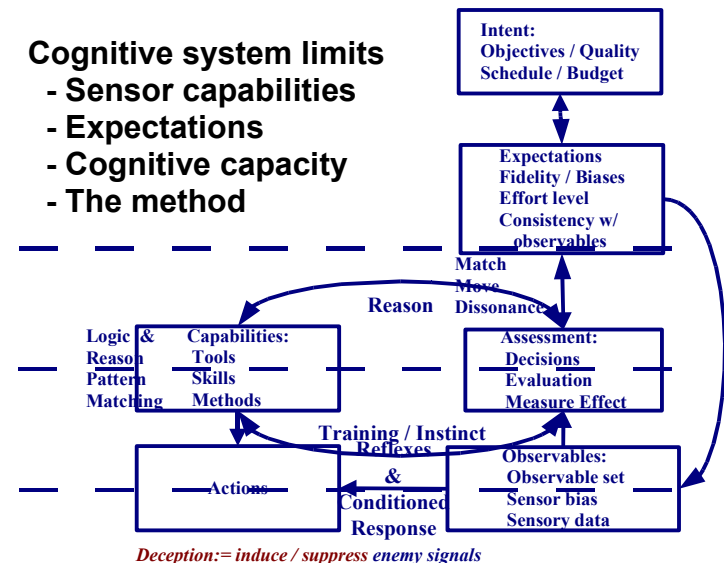 Cognitive system limits
- Sensor capabilities
- Expectations
- Cognitive capacity
- The method
Intent:
Objectives / Quality
Schedule / Budget
Expectations
Fidelity / Biases
Effort level
Consistency w/
observables
Match
Move
Dissonance
Reason
Logic &
Reason
Pattern
Matching
Capabilities:
Tools
Skills
Methods
Assessment:
Decisions
Evaluation
Measure Effect
Training / Instinct
Reflexes
&
Conditioned
Response
Actions
Observables:
Observable set
Sensor bias
Sensory data
Deception:= induce / suppress enemy signals